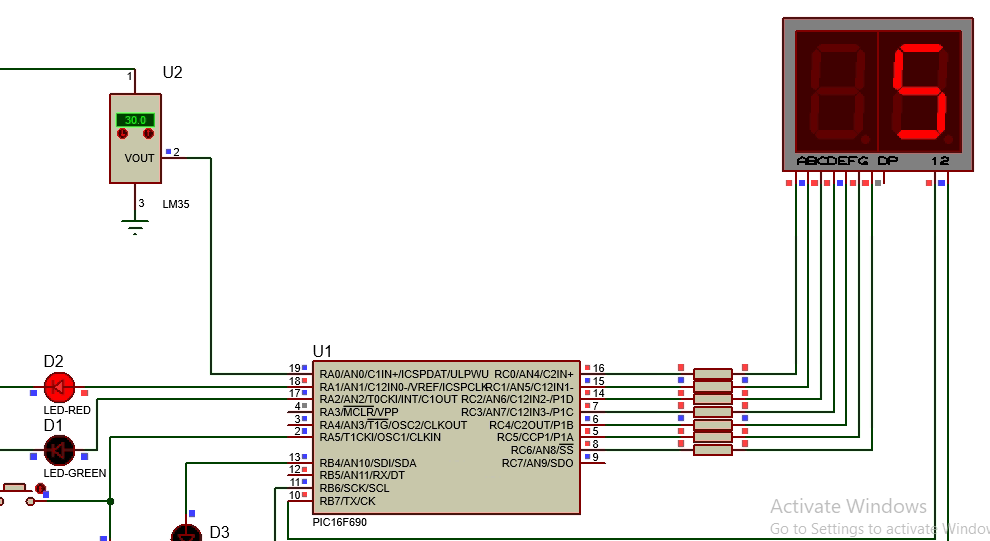 1
U2
30.0
VOUT
2
3
LM35
5
ABCDEFG DP
12
U1
D2
LED-RED
D1
LED-GREEN
D3
19 RA0/AN0/C1IN+/ICSPDAT/ULPWU RC0/AN4/C2IN+ 16
18 RA1/AN1/C12IN0-/VREF/ICSPCLK RC1/AN5/C12IN1- 15
17 RA2/AN2/T0CKI/INT/C1OUT RC2/AN6/C12IN2-/P1D 14
4 RA3/MCLR/VPP RC3/AN7/C12IN3-/P1C 7
3 RA4/AN3/T1G/OSC2/CLKOUT RC4/C2OUT/P1B 6
2 RA5/T1CKI/OSC1/CLKIN RC5/CCP1/P1A 5
RC6/AN8/SS 8
13 RB4/AN10/SDI/SDA RC7/AN9/SDO 9
12 RB5/AN11/RX/DT
11 RB6/SCK/SCL
10 RB7/TX/CK
PIC16F690
Activate Windows
Go to Settings to activate Windo